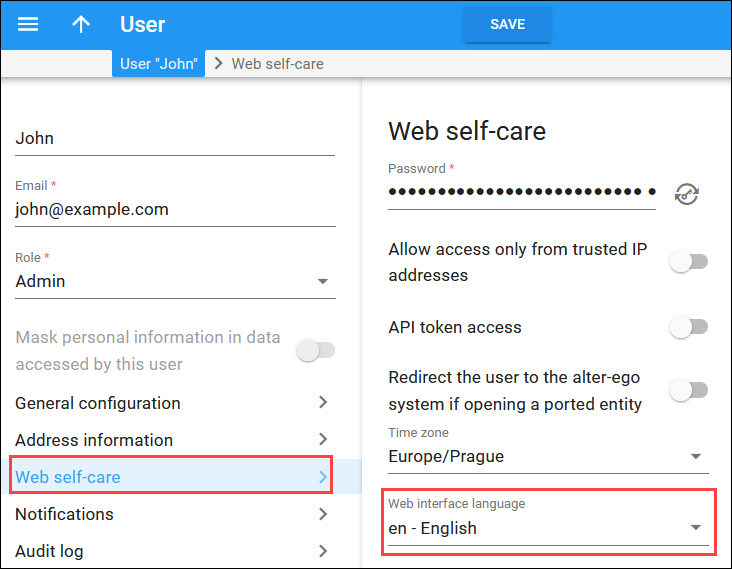 User
SAVE
User "John"
Web self-care
John
Email *
john@example.com
Role *
Admin
Mask personal information in data
accessed by this user
General configuration
Address information
Web self-care
Notifications
Audit log
Web self-care
Password *
Allow access only from trusted IP
addresses
API token access
Redirect the user to the alter-ego
system if opening a ported entity
Time zone
Europe/Prague
Web interface language
en - English